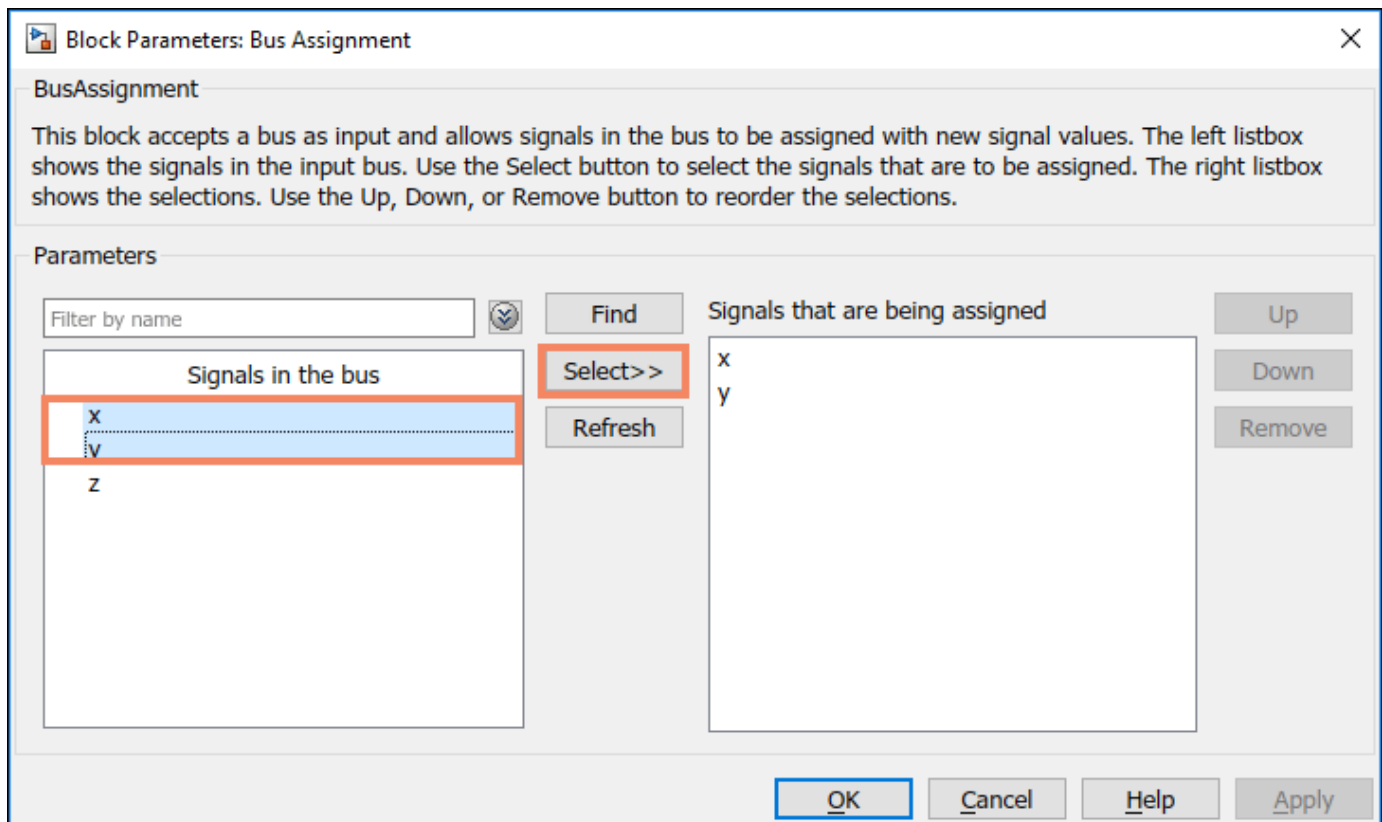 Block Parameters: Bus Assignment
BusAssignment
This block accepts a bus as input and allows signals in the bus to be assigned with new signal values. The left listbox
shows the signals in the input bus. Use the Select button to select the signals that are to be assigned. The right listbox
shows the selections. Use the Up, Down, or Remove button to reorder the selections.
Parameters
Filter by name
Find
Signals that are being assigned
Up
Signals in the bus
Select>>
x
Down
x
y
y
Refresh
Remove
z
OK
Cancel
Help
Apply